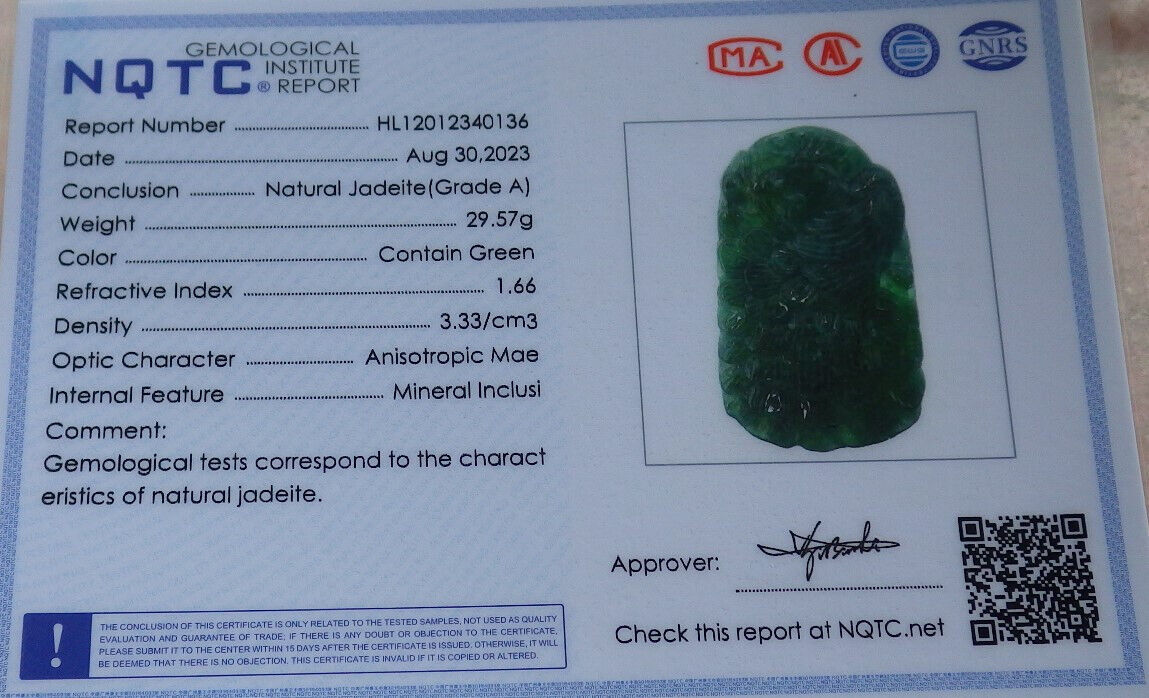 GEMOLOGICAL
NQTC® INSTITUTE
REPORT
MA
GNRS
Report Number HL12012340136
Date Aug 30,2023
Conclusion Natural Jadeite(Grade A)
Weight 29.57g
Color Contain Green
Refractive Index 1.66
Density 3.33/cm3
Optic Character Anisotropic Mae
Internal Feature Mineral Inclusi
Comment:
Gemological tests correspond to the charact
eristics of natural jadeite.
Approver:
Check this report at NQTC.net
!
THE CONCLUSION OF THIS CERTIFICATE IS ONLY RELATED TO THE TESTED SAMPLES, NOT USED AS QUALITY
EVALUATION AND GUARANTEE OF TRADE; IF THERE IS ANY DOUBT OR OBJECTION TO THE CERTIFICATE,
PLEASE SUBMIT IT TO THE CENTER WITHIN 15 DAYS AFTER THE CERTIFICATE IS ISSUED. OTHERWISE, IT WILL
BE DEEMED THAT THERE IS NO OBJECTION. THIS CERTIFICATE IS INVALID IF IT IS COPIED OR ALTERED.